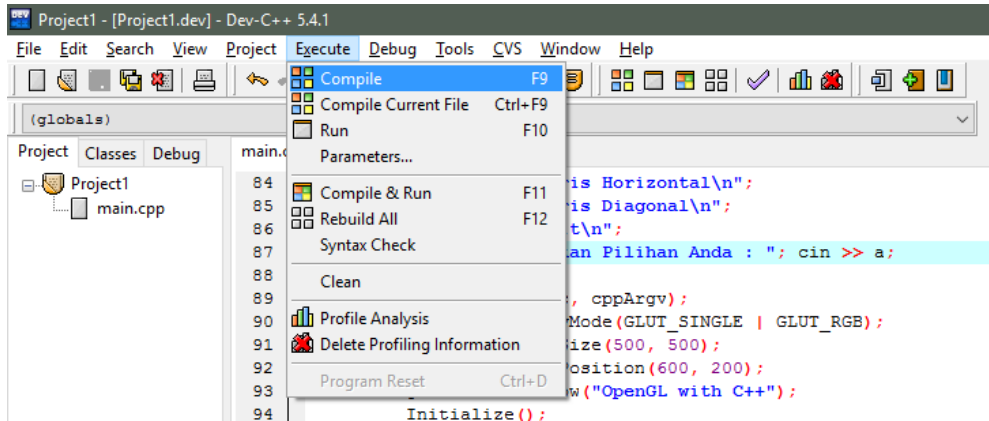 Project1 - [Project1.dev] - Dev-C++ 5.4.1
File Edit Search View Project Execute Debug Tools CVS Window Help
(globals)
Project Classes Debug
Project1
main.cpp
Compile F9
Compile Current File Ctrl+F9
Run F10
Parameters...
Compile & Run F11
Rebuild All F12
Syntax Check
Clean
Profile Analysis
Delete Profiling Information
Program Reset Ctrl+D
84 is Horizontal\n";
85 is Diagonal\n";
86 t\n";
87 an Pilihan Anda : "; cin >> a;
88
89 , cppArgv);
90 Mode(GLUT_SINGLE | GLUT_RGB);
91 ize(500, 500);
92 osition(600, 200);
93 ow("OpenGL with C++");
94 Initialize();